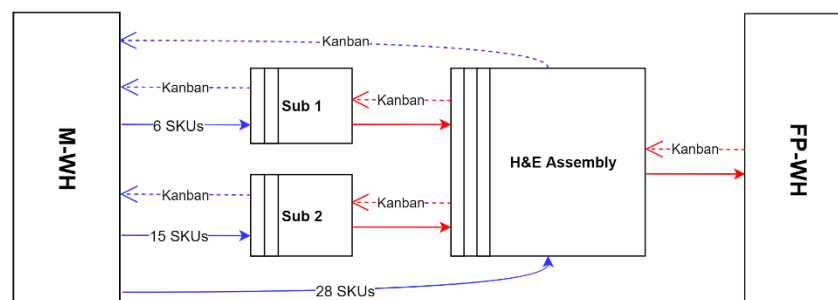 Kanban
Kanban
Sub 1
Kanban
6 SKUs
M-WH
H&E Assembly
Kanban
FP-WH
Kanban
Sub 2
Kanban
15 SKUs
28 SKUs